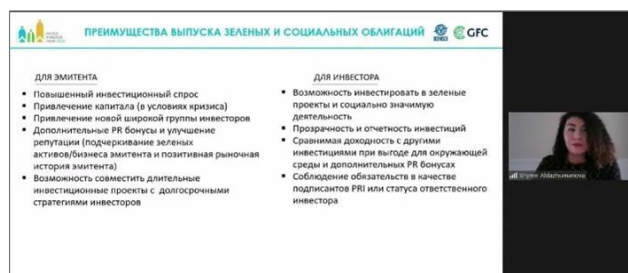 ПРЕИМУЩЕСТВА ВЫПУСКА ЗЕЛЕНЫХ И СОЦИАЛЬНЫХ ОБЛИГАЦИЙ
GFC
ДЛЯ ЭМИТЕНТА
Повышенный инвестиционный спрос
Привлечение капитала (в условиях кризиса)
Привлечение новой широкой группы инвесторов
Дополнительные PR бонусы и улучшение
репутации (подчеркивание зеленых
активов/бизнеса эмитента и позитивная рыночная
история эмитента)
Возможность совместить длительные
инвестиционные проекты с долгосрочными
стратегиями инвесторов
ДЛЯ ИНВЕСТОРА
Возможность инвестировать в зеленые
проекты и социально значимую
деятельность
Прозрачность и отчетность инвестиций
Сравнимая доходность с другими
инвестициями при выгоде для окружающей
среды и дополнительных PR бонусах
Соблюдение обязательств в качестве
подписантов PRI или статуса ответственного
инвестора